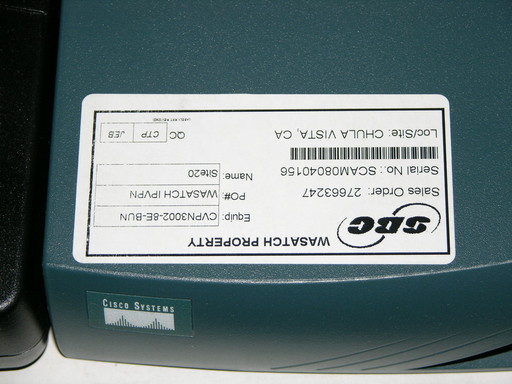 WASATCH PROPERTY
SBC
Equip: CVPN3002-8E-BUN
PO#: WASATCH IPVPN
Name: Site20
Sales Order: 27663247
Serial No.: SCAM08040156
Loc/Site: CHULA VISTA, CA
QC CTP JEB
CISCO SYSTEMS